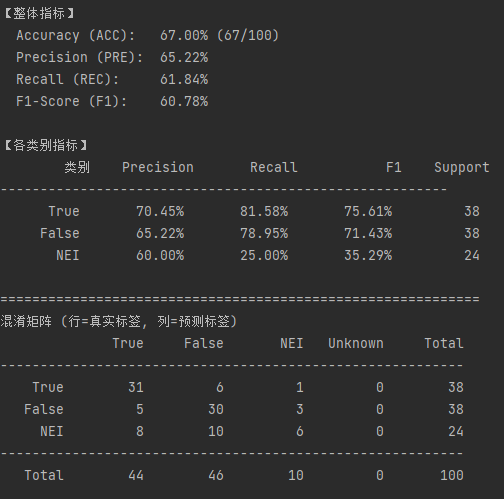 【整体指标】
Accuracy (ACC): 67.00% (67/100)
Precision (PRE): 65.22%
Recall (REC): 61.84%
F1-Score (F1): 60.78%
【各类别指标】
类别 Precision Recall F1 Support
--------------------------------------------------------
True 70.45% 81.58% 75.61% 38
False 65.22% 78.95% 71.43% 38
NEI 60.00% 25.00% 35.29% 24
============================================================
混淆矩阵 (行=真实标签, 列=预测标签)
True False NEI Unknown Total
----------------------------------------------------------
True 31 6 1 0 38
False 5 30 3 0 38
NEI 8 10 6 0 24
----------------------------------------------------------
Total 44 46 10 0 100